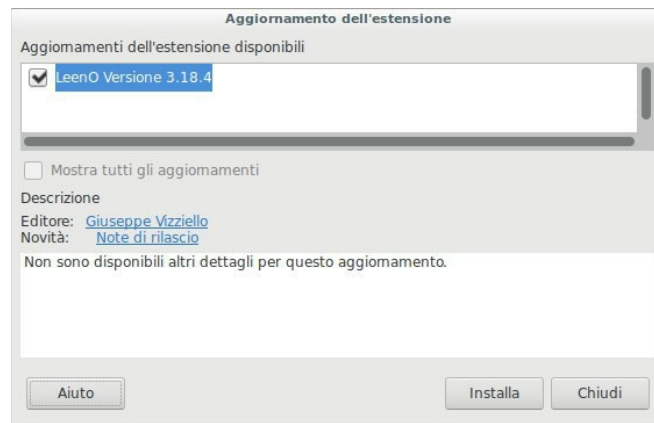 Aggiornamento dell'estensione
Aggiornamenti dell'estensione disponibili
LeenO Versione 3.18.4
Mostra tutti gli aggiornamenti
Descrizione
Editore: Giuseppe Vizziello
Novità: Note di rilascio
Non sono disponibili altri dettagli per questo aggiornamento.
Aiuto Installa Chiudi